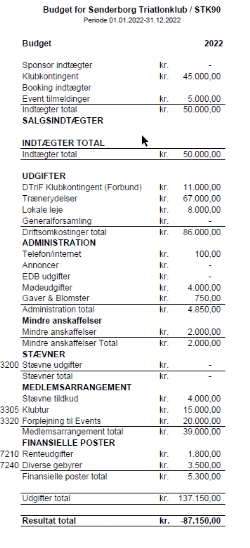 Budget for Sønderborg Triatlonklub / STK90
Periode 01.01.2022-31.12.2022
Budget 2022
Sponsor indtægter kr. -
Klubkontingent kr. 45.000,00
Booking indtægter
Event tilmeldinger kr. 5.000,00
Indtægter total kr. 50.000,00
SALGSINDTÆGTER
INDTÆGTER TOTAL
Indtægter total kr. 50.000,00
UDGIFTER
DTriF Klubkontingent (Forbund) kr. 11.000,00
Trænerydelser kr. 67.000,00
Lokale leje kr. 8.000,00
Generalforsamling kr. -
Driftsomkostinger total kr. 86.000,00
ADMINISTRATION
Telefon/internet kr. 100,00
Annoncer kr. -
EDB udgifter kr. -
Mødeudgifter kr. 4.000,00
Gaver & Blomster kr. 750,00
Administration total kr. 4.850,00
Mindre anskaffelser
Mindre anskaffelser kr. 2.000,00
Mindre anskaffelser Total kr. 2.000,00
STÆVNER
3200 Stævne udgifter kr. -
Stævner total kr. -
MEDLEMSARRANGEMENT
Stævne tilskud kr. 4.000,00
3305 Klubtur kr. 15.000,00
3320 Forplejning til Events kr. 20.000,00
Medlemsarrangement total kr. 39.000,00
FINANSIELLE POSTER
7210 Renteudgifter kr. 1.800,00
7240 Diverse gebyrer kr. 3.500,00
Finansielle poster total kr. 5.300,00
Udgifter total kr. 137.150,00
Resultat total kr. -87.150,00